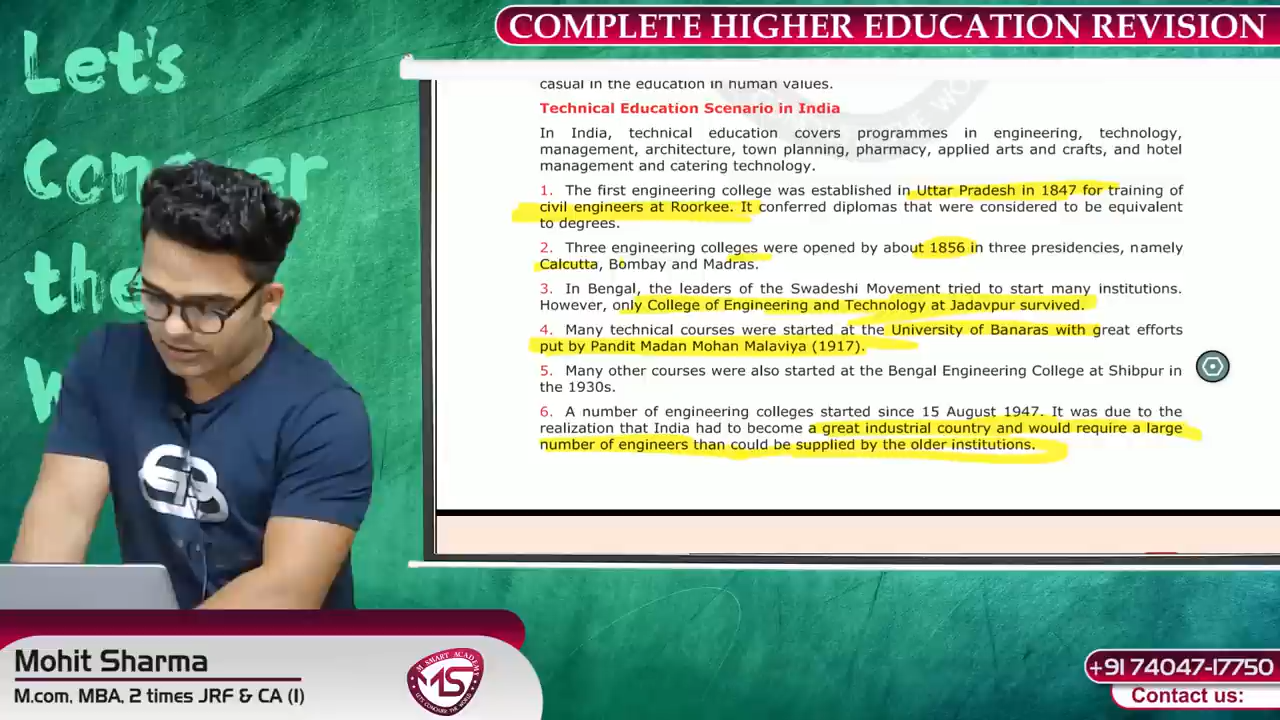 COMPLETE HIGHER EDUCATION REVISION
Let's
the
casual in the education in human values.
Technical Education Scenario in India
In India, technical education covers programmes in engineering, technology,
management, architecture, town planning, pharmacy, applied arts and crafts, and hotel
management and catering technology.
1. The first engineering college was established in Uttar Pradesh in 1847 for training of
civil engineers at Roorkee. It conferred diplomas that were considered to be equivalent
to degrees.
2. Three engineering colleges were opened by about 1856 in three presidencies, namely
Calcutta, Bombay and Madras.
3. In Bengal, the leaders of the Swadeshi Movement tried to start many institutions.
However, only College of Engineering and Technology at Jadavpur survived.
4. Many technical courses were started at the University of Banaras with great efforts
put by Pandit Madan Mohan Malaviya (1917).
5. Many other courses were also started at the Bengal Engineering College at Shibpur in
the 1930s.
6. A number of engineering colleges started since 15 August 1947. It was due to the
realization that India had to become a great industrial country and would require a large
number of engineers than could be supplied by the older institutions.
Mohit Sharma
M.com, MBA, 2 times JRF & CA (I)
M SMART ACADEMY
MS
LET'S CONQUER THE WORLD
+91 74047-17750
Contact us: